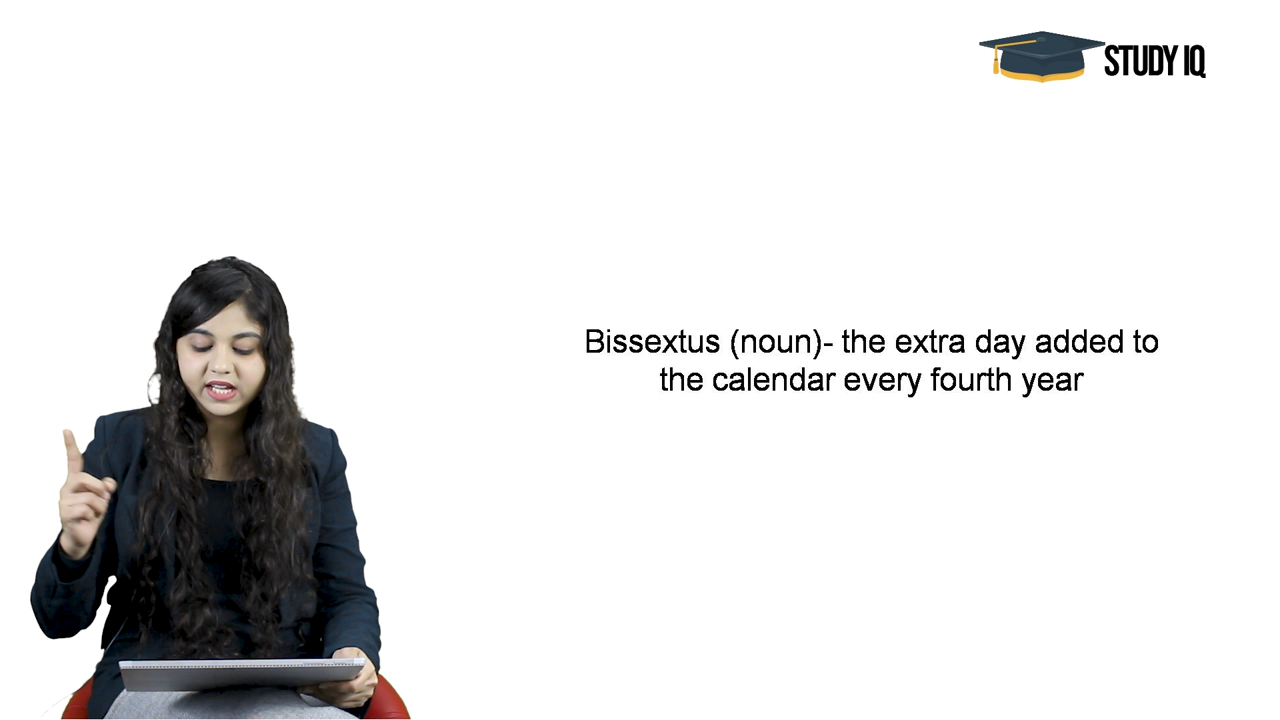 STUDY IQ
Bissextus (noun)- the extra day added to
the calendar every fourth year